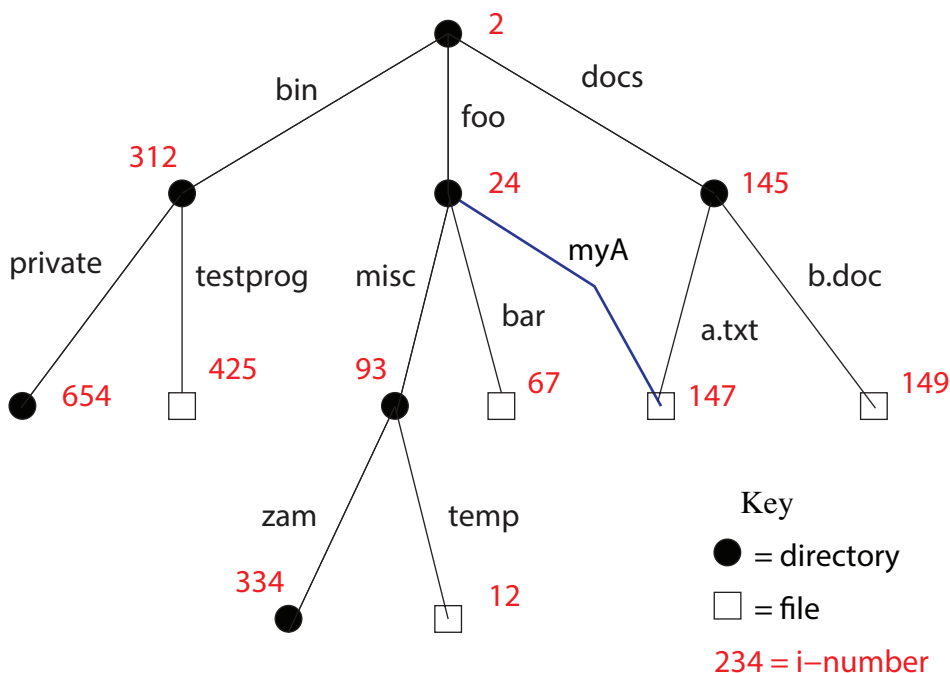 2
bin
docs
foo
312
24
145
private
testprog
misc
myA
b.doc
bar
a.txt
654
425
93
67
147
149
zam
temp
334
12
Key
= directory
= file
234 = i−number